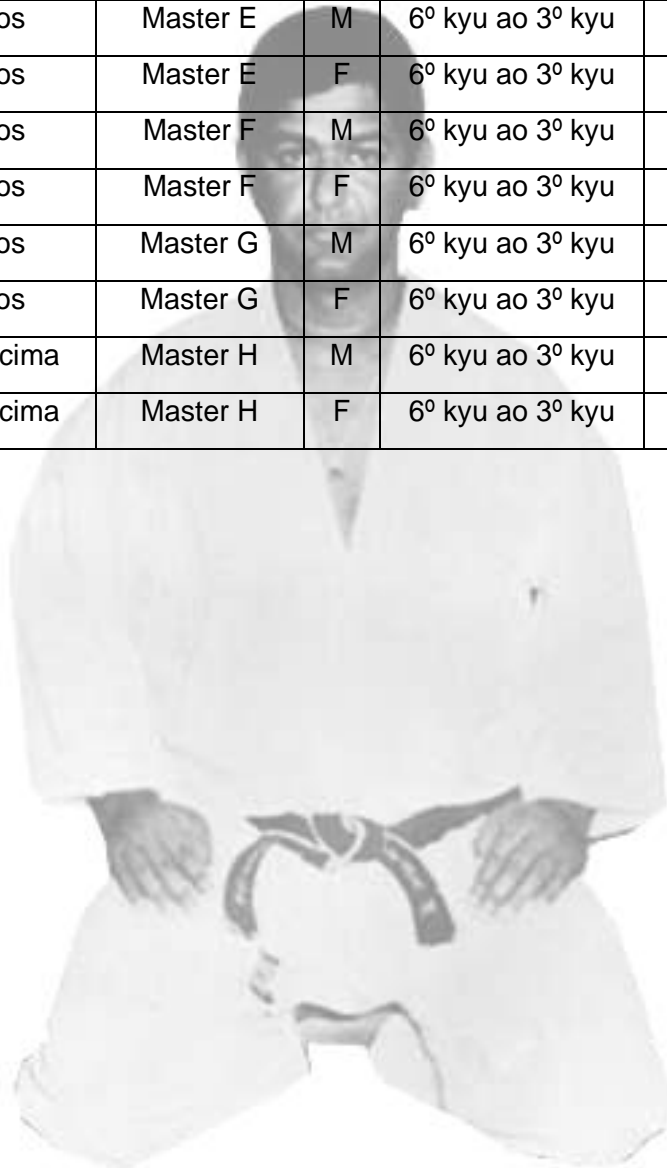 os Master E M 6º kyu ao 3º kyu
os Master E F 6º kyu ao 3º kyu
os Master F M 6º kyu ao 3º kyu
os Master F F 6º kyu ao 3º kyu
os Master G M 6º kyu ao 3º kyu
os Master G F 6º kyu ao 3º kyu
cima Master H M 6º kyu ao 3º kyu
cima Master H F 6º kyu ao 3º kyu